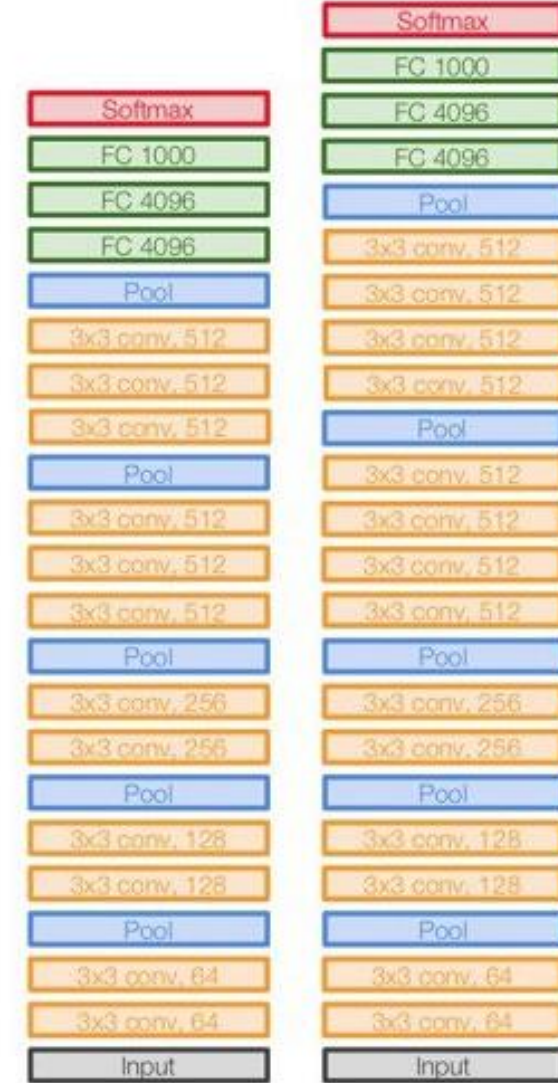 Softmax
FC 1000
FC 4096
FC 4096
Pool
3x3 conv, 512
3x3 conv, 512
3x3 conv, 512
Pool
3x3 conv, 512
3x3 conv, 512
3x3 conv, 512
Pool
3x3 conv, 256
3x3 conv, 256
Pool
3x3 conv, 128
3x3 conv, 128
Pool
3x3 conv, 64
3x3 conv, 64
Input
Softmax
FC 1000
FC 4096
FC 4096
Pool
3x3 conv, 512
3x3 conv, 512
3x3 conv, 512
3x3 conv, 512
Pool
3x3 conv, 512
3x3 conv, 512
3x3 conv, 512
3x3 conv, 512
Pool
3x3 conv, 256
3x3 conv, 256
Pool
3x3 conv, 128
3x3 conv, 128
Pool
3x3 conv, 64
3x3 conv, 64
Input